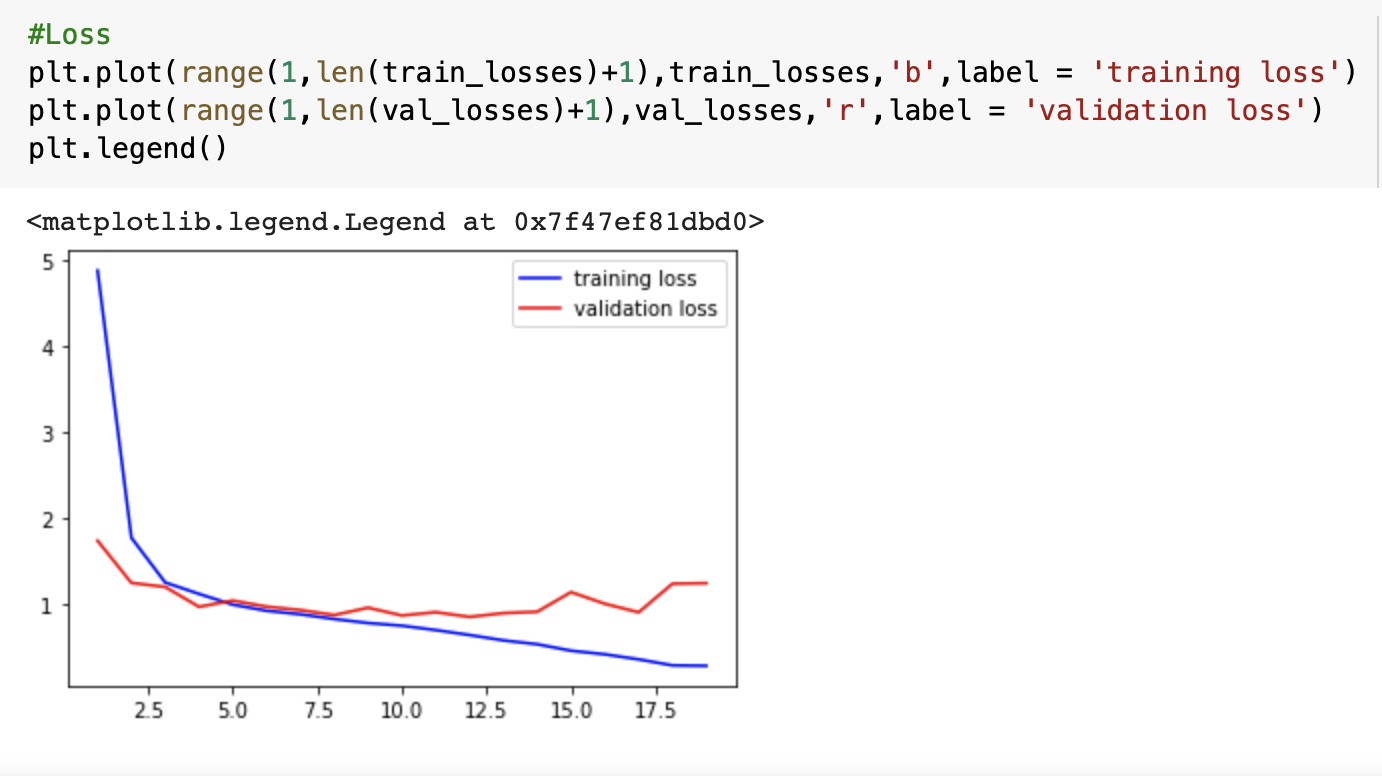 #Loss
plt.plot(range(1,len(train_losses)+1),train_losses,'b',label = 'training loss')
plt.plot(range(1,len(val_losses)+1),val_losses,'r',label = 'validation loss')
plt.legend()
<matplotlib.legend.Legend at 0x7f47ef81dbd0>
training loss
validation loss
5
4
3
2
1
2.5 5.0 7.5 10.0 12.5 15.0 17.5